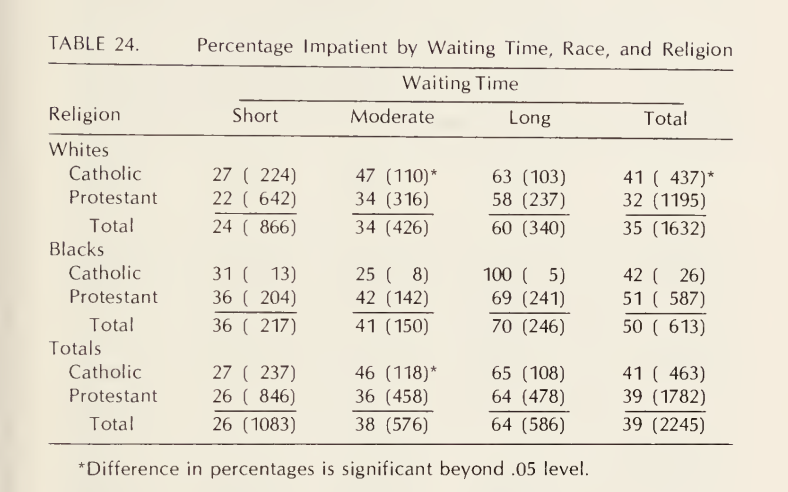 TABLE 24. Percentage Impatient by Waiting Time, Race, and Religion
Waiting Time
Religion Short Moderate Long Total
Whites
Catholic 27 ( 224) 47 (110)* 63 (103) 41 ( 437)*
Protestant 22 ( 642) 34 (316) 58 (237) 32 (1195)
Total 24 ( 866) 34 (426) 60 (340) 35 (1632)
Blacks
Catholic 31 ( 13) 25 ( 8) 100 ( 5) 42 ( 26)
Protestant 36 ( 204) 42 (142) 69 (241) 51 ( 587)
Total 36 ( 217) 41 (150) 70 (246) 50 ( 613)
Totals
Catholic 27 ( 237) 46 (118)* 65 (108) 41 ( 463)
Protestant 26 ( 846) 36 (458) 64 (478) 39 (1782)
Total 26 (1083) 38 (576) 64 (586) 39 (2245)
*Difference in percentages is significant beyond .05 level.